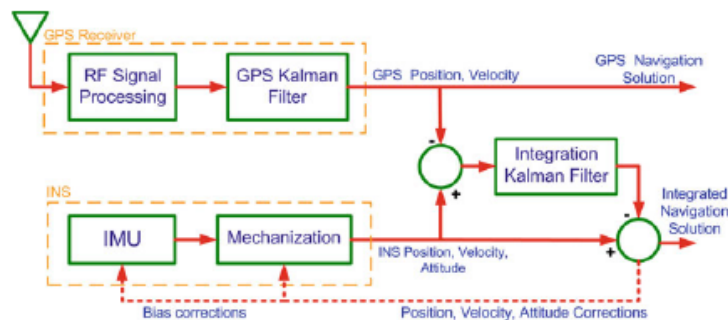 GPS Receiver
RF Signal
Processing
GPS Kalman
Filter
GPS Position, Velocity
GPS Navigation
Solution
-
+
Integration
Kalman Filter
-
+
Integrated
Navigation
Solution
INS
IMU
Mechanization
INS Position, Velocity,
Attitude
Bias corrections
Position, Velocity, Attitude Corrections